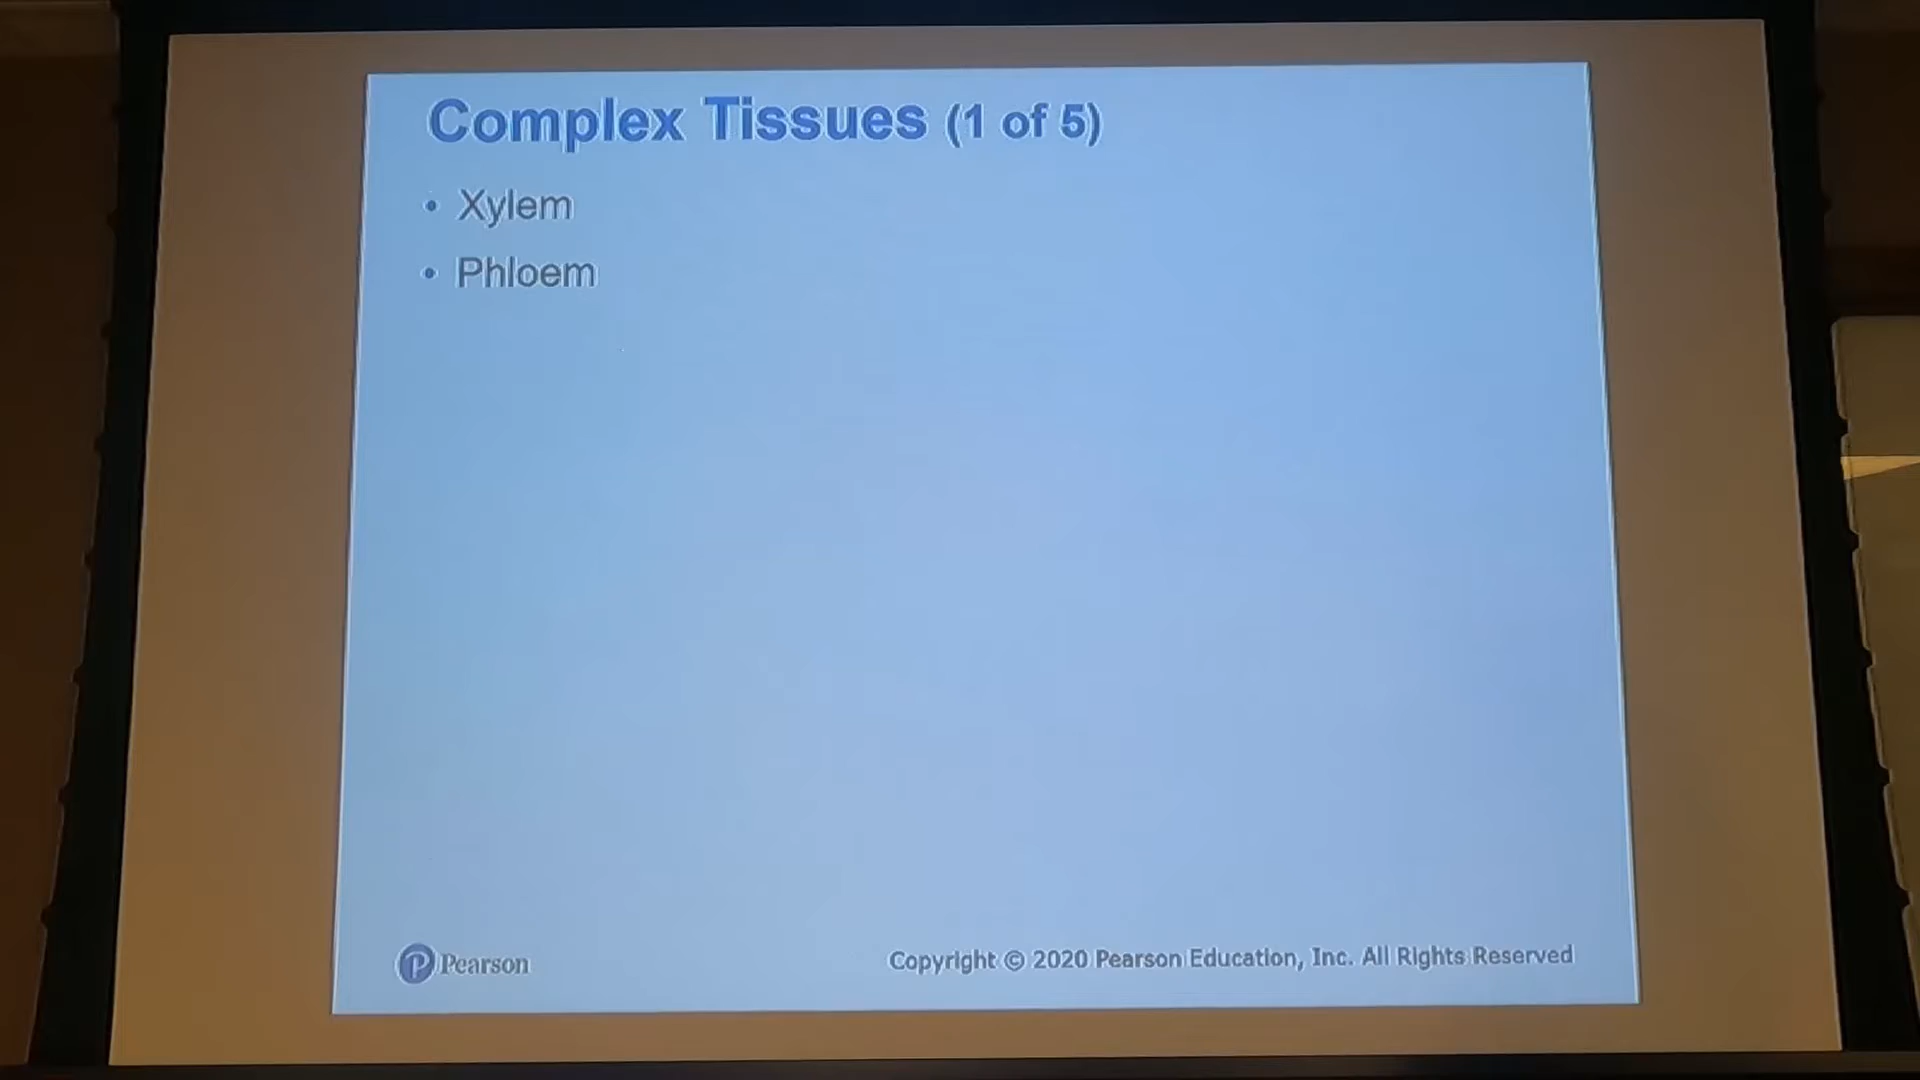 Complex Tissues (1 of 5)
• Xylem
• Phloem
Pearson
Copyright © 2020 Pearson Education, Inc. All Rights Reserved